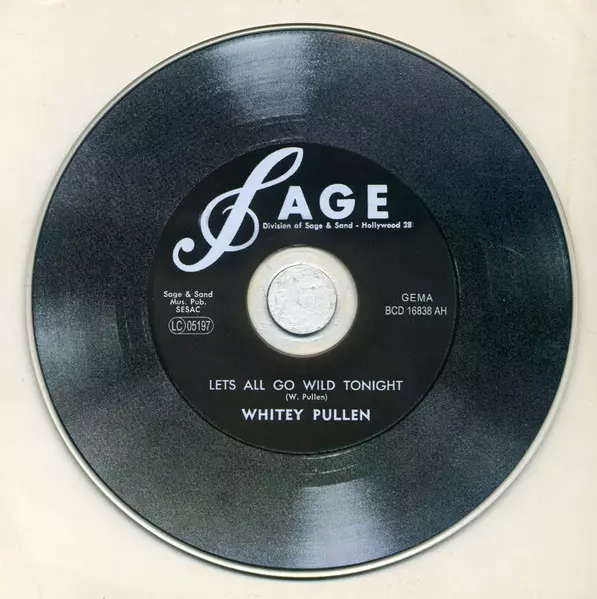 SAGE
Division of Sage & Sand - Hollywood 28
Sage & Sand
Mus. Pub.
SESAC
LC 05197
GEMA
BCD 16838 AH
LETS ALL GO WILD TONIGHT
(W. Pullen)
WHITEY PULLEN